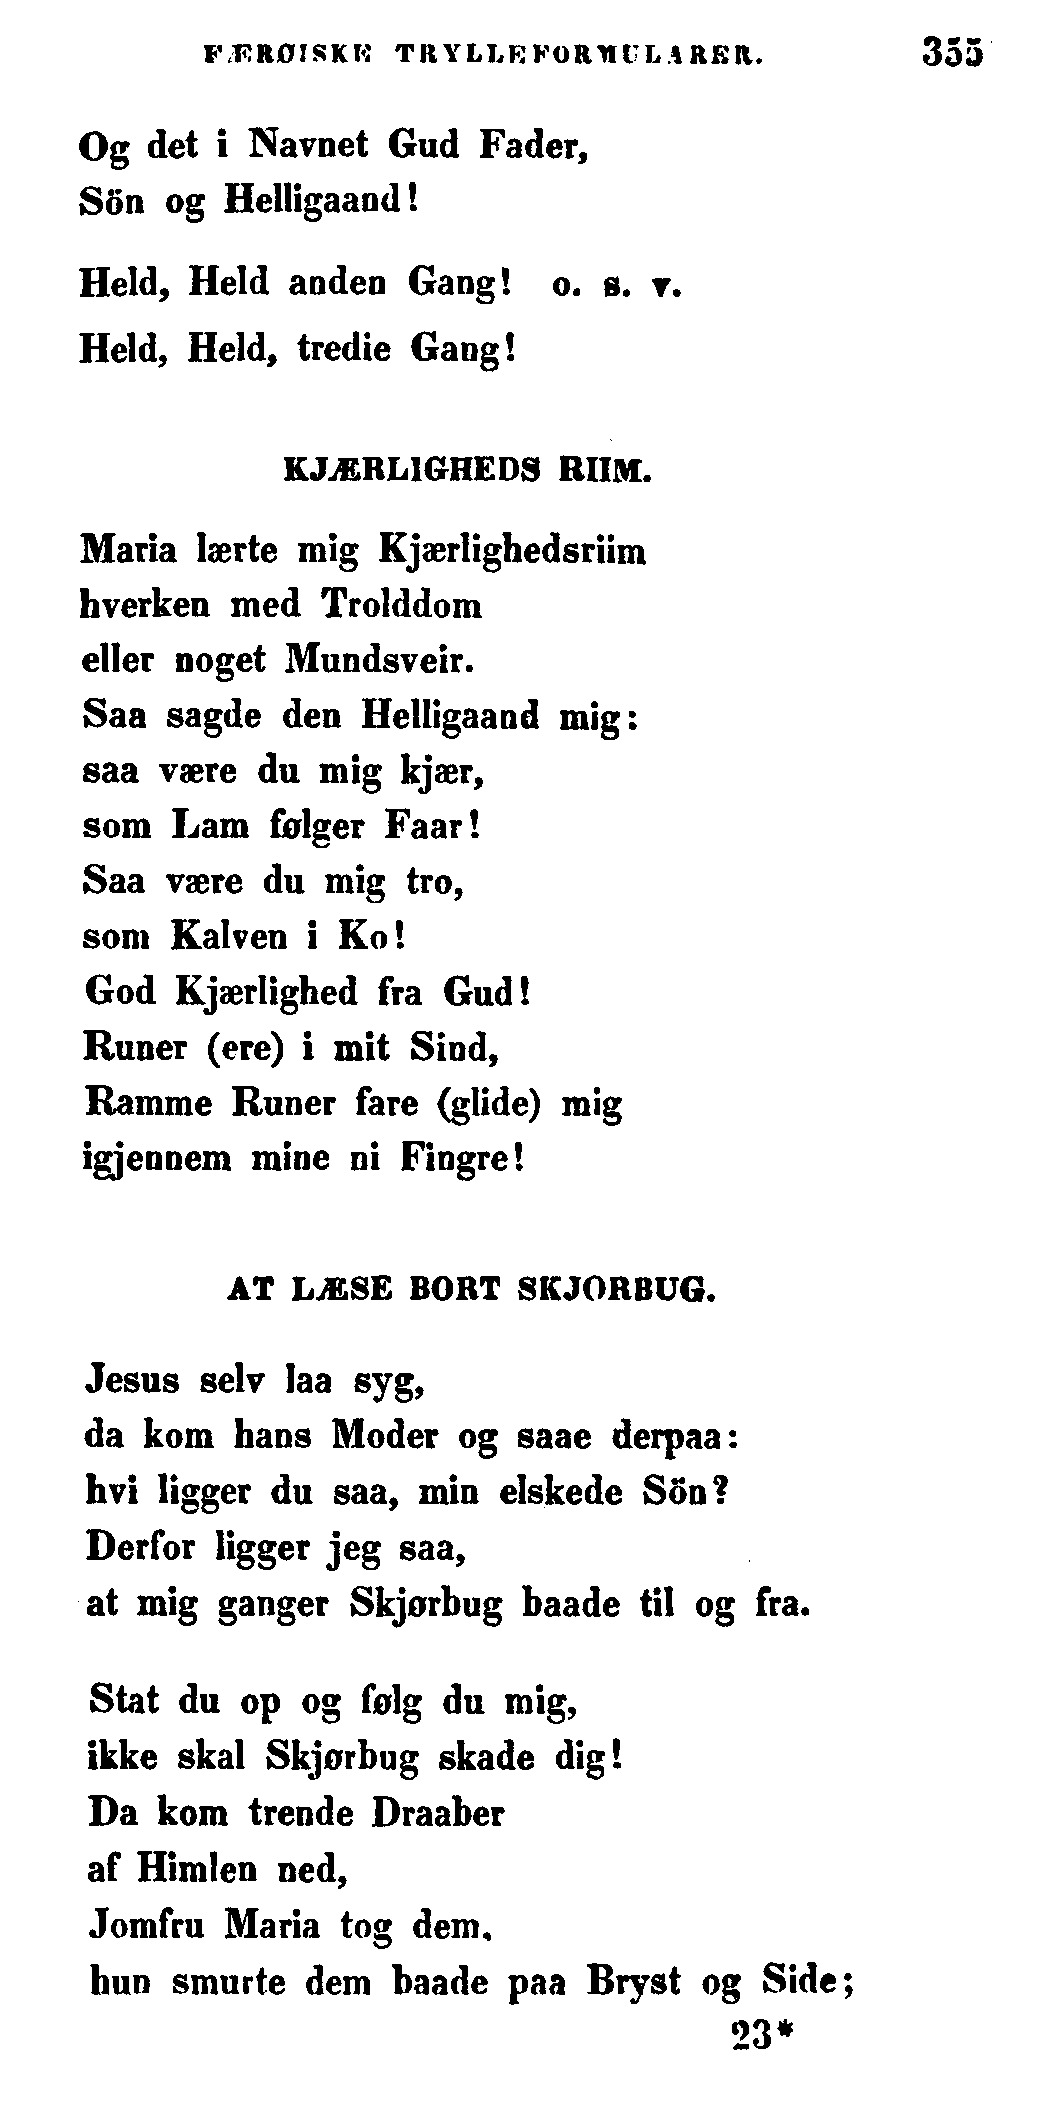 FÆRØISKE TRYLLEFORMULARER. 355
Og det i Navnet Gud Fader,
Sön og Helligaand!
Held, Held anden Gang! o. s. v.
Held, Held, tredie Gang!
KJÆRLIGHEDS RIIM.
Maria lærte mig Kjærlighedsriim
hverken med Trolddom
eller noget Mundsveir.
Saa sagde den Helligaand mig:
saa være du mig kjær,
som Lam følger Faar!
Saa være du mig tro,
som Kalven i Ko!
God Kjærlighed fra Gud!
Runer (ere) i mit Sind,
Ramme Runer fare (glide) mig
igjennem mine ni Fingre!
AT LÆSE BORT SKJORBUG.
Jesus selv laa syg,
da kom hans Moder og saae derpaa:
hvi ligger du saa, min elskede Sön?
Derfor ligger jeg saa,
at mig ganger Skjørbug baade til og fra.
Stat du op og følg du mig,
ikke skal Skjørbug skade dig!
Da kom trende Draaber
af Himlen ned,
Jomfru Maria tog dem.
hun smurte dem baade paa Bryst og Side;
23*